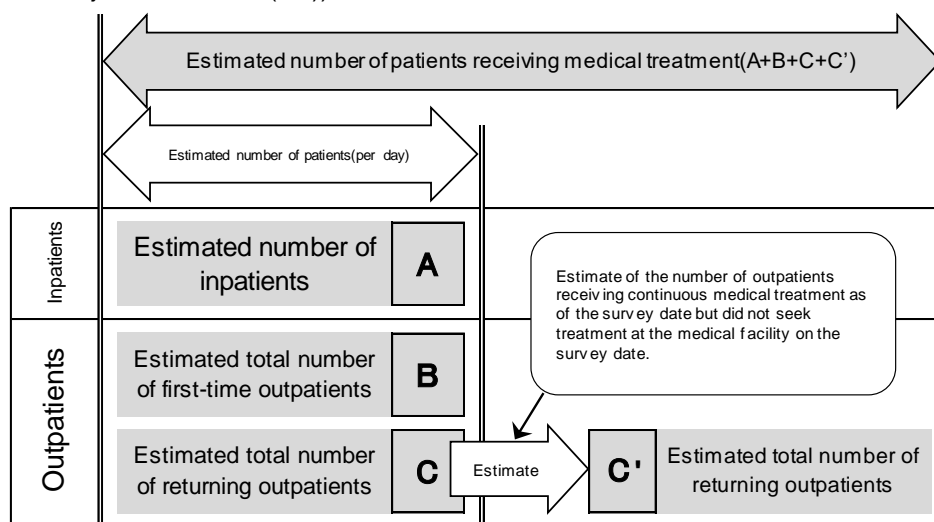 Estimated number of patients receiving medical treatment(A+B+C+C')
Estimated number of patients(per day)
Inpatients
Estimated number of
inpatients
A
Estimate of the number of outpatients
receiving continuous medical treatment as
of the survey date but did not seek
treatment at the medical facility on the
survey date.
Outpatients
Estimated total number
of first-time outpatients
B
Estimated total number
of returning outpatients
C
Estimate
C'
Estimated total number of
returning outpatients